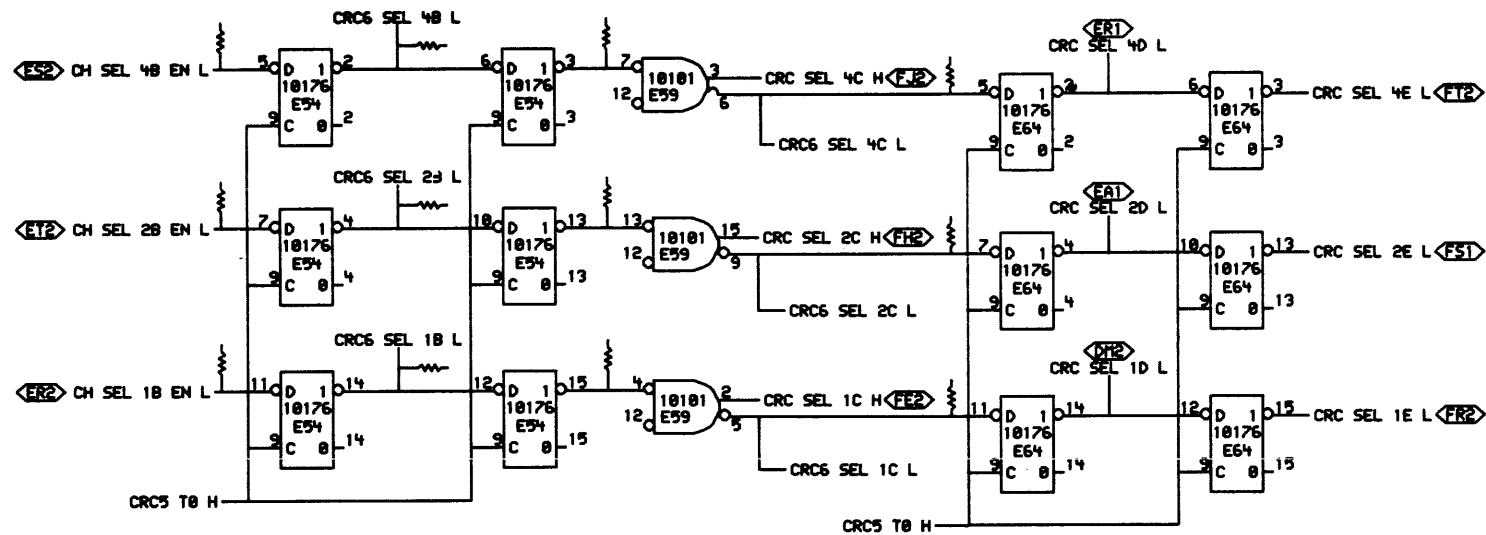 CRC6 SEL 4B L
ER1
CRC SEL 4D L
ES2 CH SEL 4B EN L 5 D 1 2 6 D 1 3 7 10101 3 CRC SEL 4C H FJ2 5 D 1 2 6 D 1 3 CRC SEL 4E L FT2
10176 10176 12 E59 6 10176 10176
E54 E54 E64 E64
9 C 0 2 9 C 0 3 CRC6 SEL 4C L 9 C 0 2 9 C 0 3
CRC6 SEL 2B L
EA1
CRC SEL 2D L
ET2 CH SEL 2B EN L 7 D 1 4 10 D 1 13 13 10101 15 CRC SEL 2C H FH2 7 D 1 4 10 D 1 13 CRC SEL 2E L FS1
10176 10176 12 E59 9 10176 10176
E54 E54 E64 E64
9 C 0 4 9 C 0 13 CRC6 SEL 2C L 9 C 0 4 9 C 0 13
CRC6 SEL 1B L
DM2
CRC SEL 1D L
ER2 CH SEL 1B EN L 11 D 1 14 12 D 1 15 4 10101 2 CRC SEL 1C H FE2 11 D 1 14 12 D 1 15 CRC SEL 1E L FR2
10176 10176 12 E59 5 10176 10176
E54 E54 E64 E64
9 C 0 14 9 C 0 15 CRC6 SEL 1C L 9 C 0 14 9 C 0 15
CRC5 T0 H
CRC5 T0 H